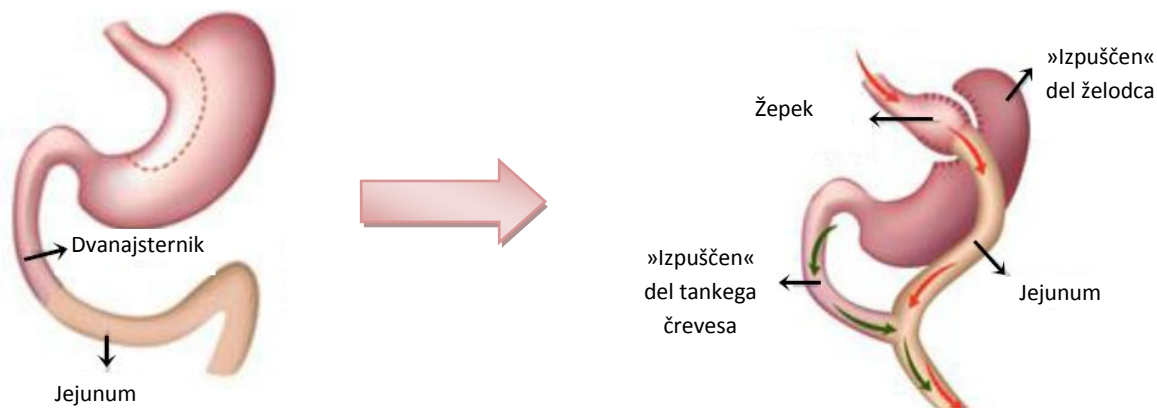 Dvanajsternik
Jejunum
»Izpuščen«
del želodca
Žepek
»Izpuščen«
del tankega
črevesa
Jejunum